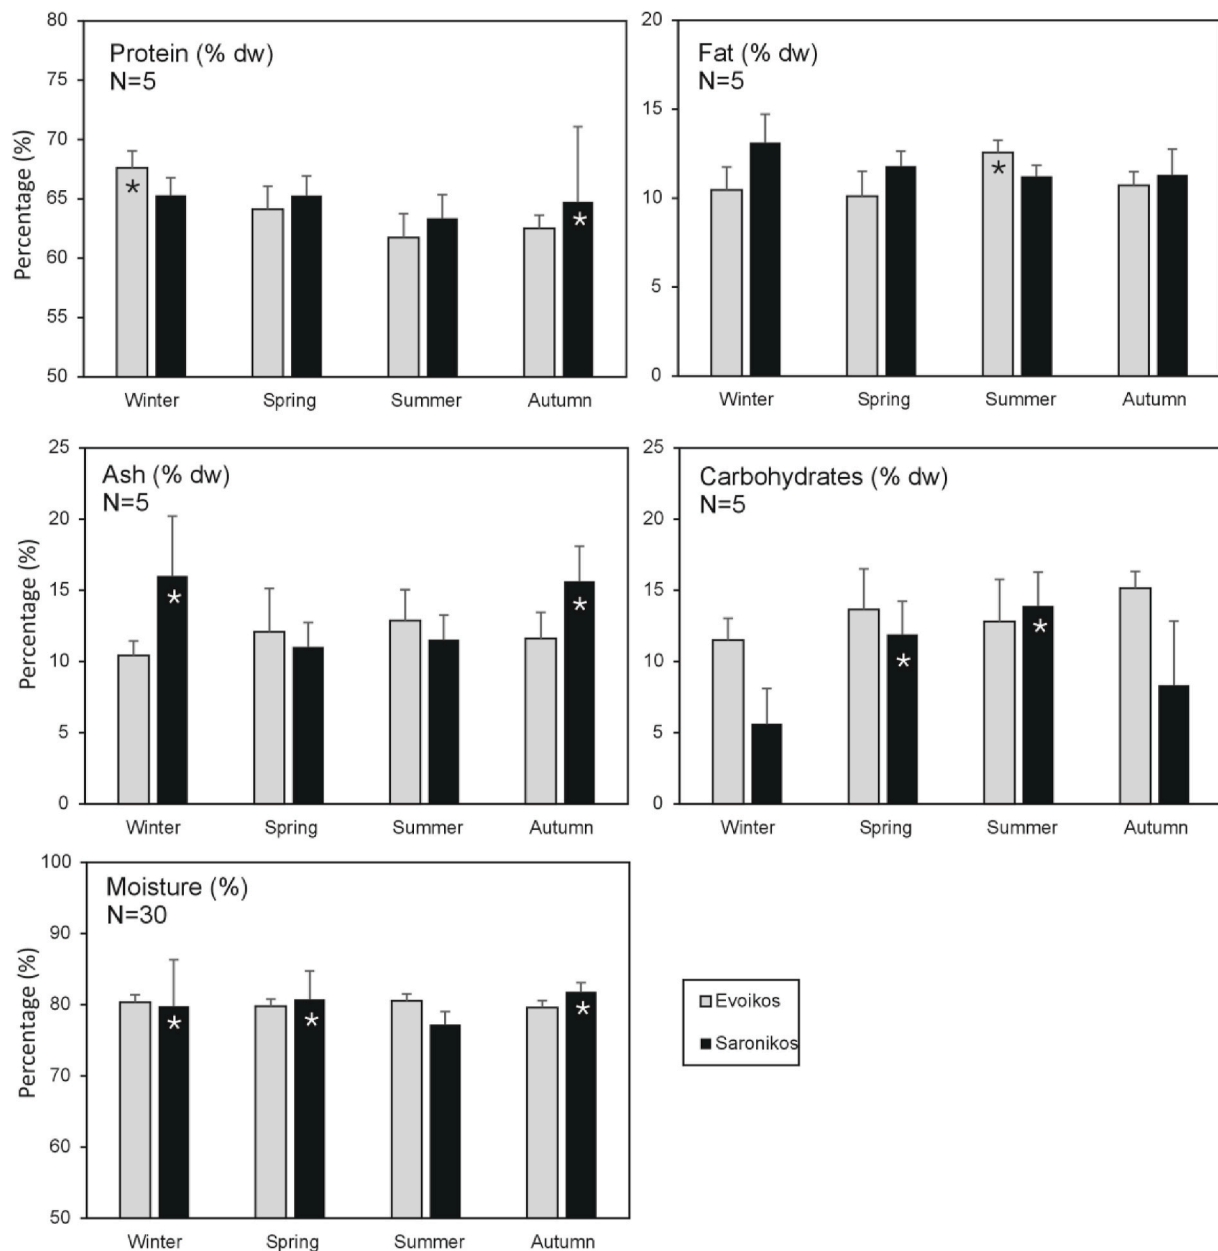 Protein (% dw)
N=5
Percentage (%)
80
75
70
65
60
55
50
*
*
Winter
Spring
Summer
Autumn
Fat (% dw)
N=5
20
15
10
5
0
*
Winter
Spring
Summer
Autumn
Ash (% dw)
N=5
Percentage (%)
25
20
15
10
5
0
*
*
Winter
Spring
Summer
Autumn
Carbohydrates (% dw)
N=5
25
20
15
10
5
0
*
*
Winter
Spring
Summer
Autumn
Moisture (%)
N=30
Percentage (%)
100
90
80
70
60
50
*
*
*
Winter
Spring
Summer
Autumn
Evoikos
Saronikos